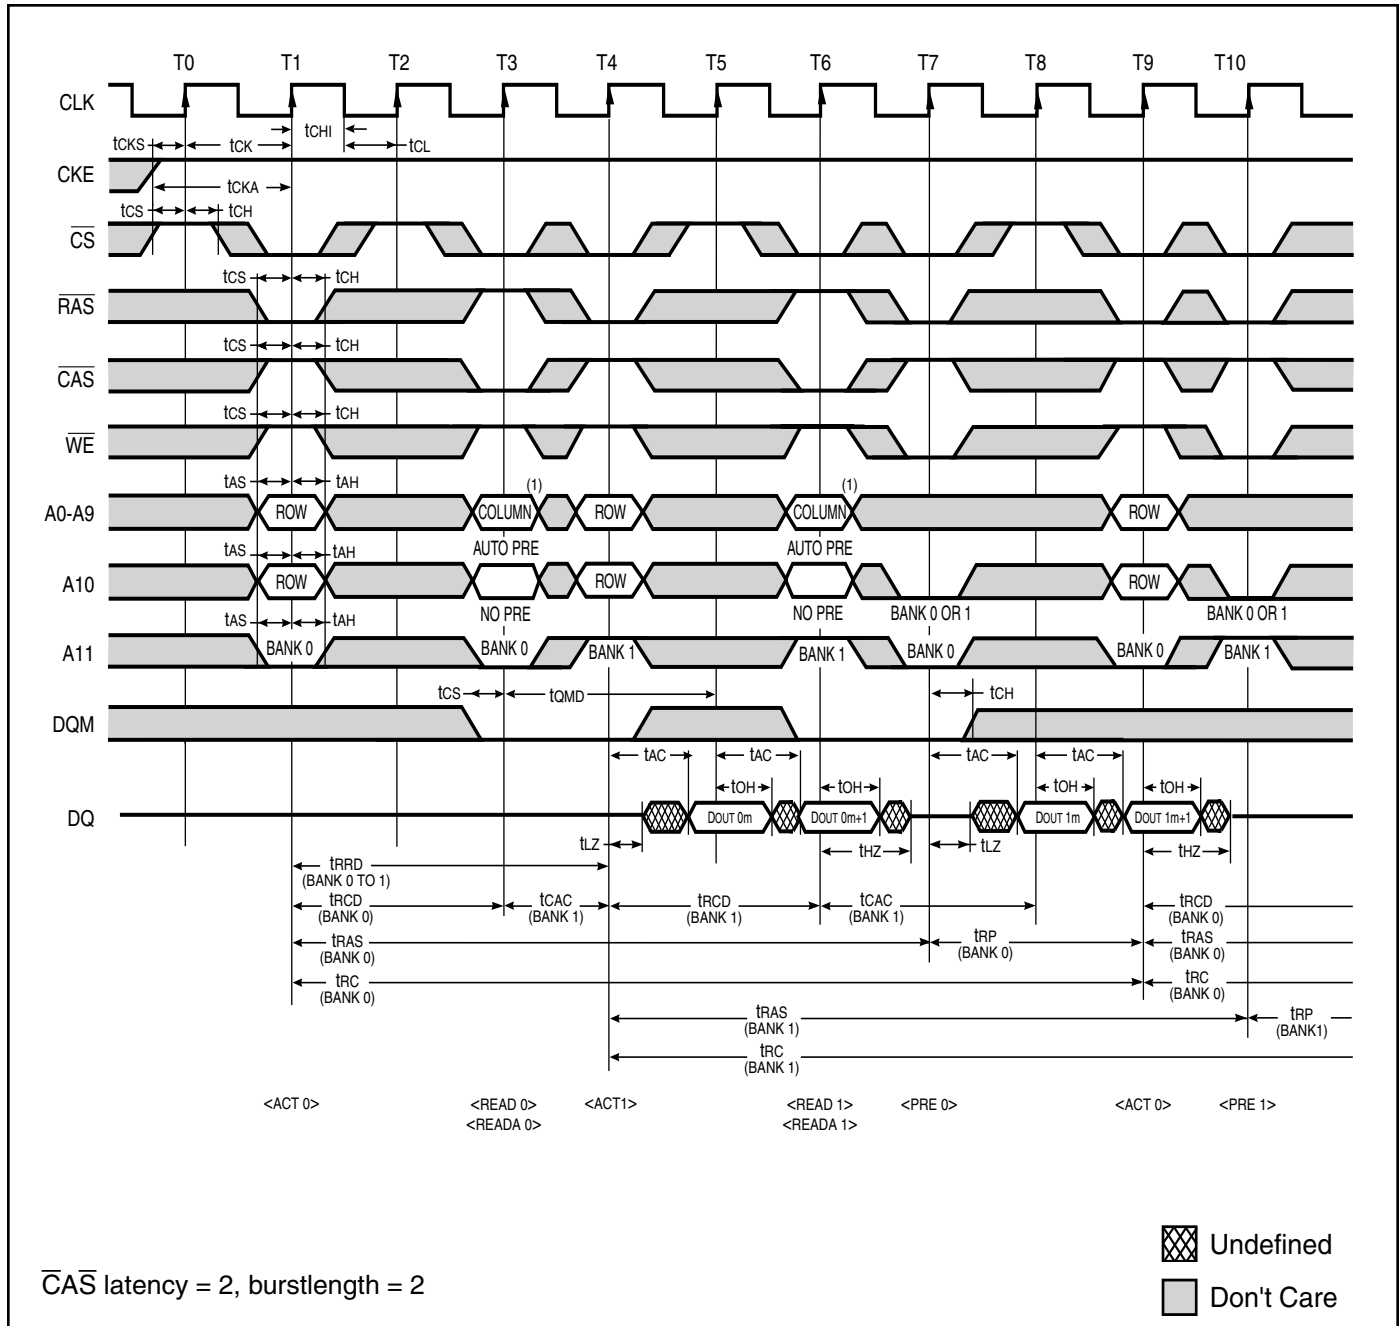 T0 T1 T2 T3 T4 T5 T6 T7 T8 T9 T10
CLK
tCHI
tCKS tCK tCL
CKE
tCKA
tCS tCH
CS
tCS tCH
RAS
tCS tCH
CAS
tCS tCH
WE
tAS tAH (1) (1)
A0-A9 ROW COLUMN ROW COLUMN ROW
tAS tAH AUTO PRE AUTO PRE
A10 ROW ROW ROW
tAS tAH NO PRE NO PRE BANK 0 OR 1 BANK 0 OR 1
A11 BANK 0 BANK 0 BANK 1 BANK 1 BANK 0 BANK 0 BANK 1
tCS tQMD tCH
DQM
tAC tAC tAC tAC
tOH tOH tOH tOH
DQ DOUT 0m DOUT 0m+1 DOUT 1m DOUT 1m+1
tLZ tHZ tLZ tHZ
tRRD
(BANK 0 TO 1)
tRCD tCAC tRCD tCAC tRCD
(BANK 0) (BANK 1) (BANK 1) (BANK 1) (BANK 0)
tRAS tRP tRAS
(BANK 0) (BANK 0) (BANK 0)
tRC tRC
(BANK 0) (BANK 0)
tRAS tRP
(BANK 1) (BANK1)
tRC
(BANK 1)
<ACT 0> <READ 0> <ACT1> <READ 1> <PRE 0> <ACT 0> <PRE 1>
<READA 0> <READA 1>
Undefined
CAS latency = 2, burstlength = 2
Don't Care